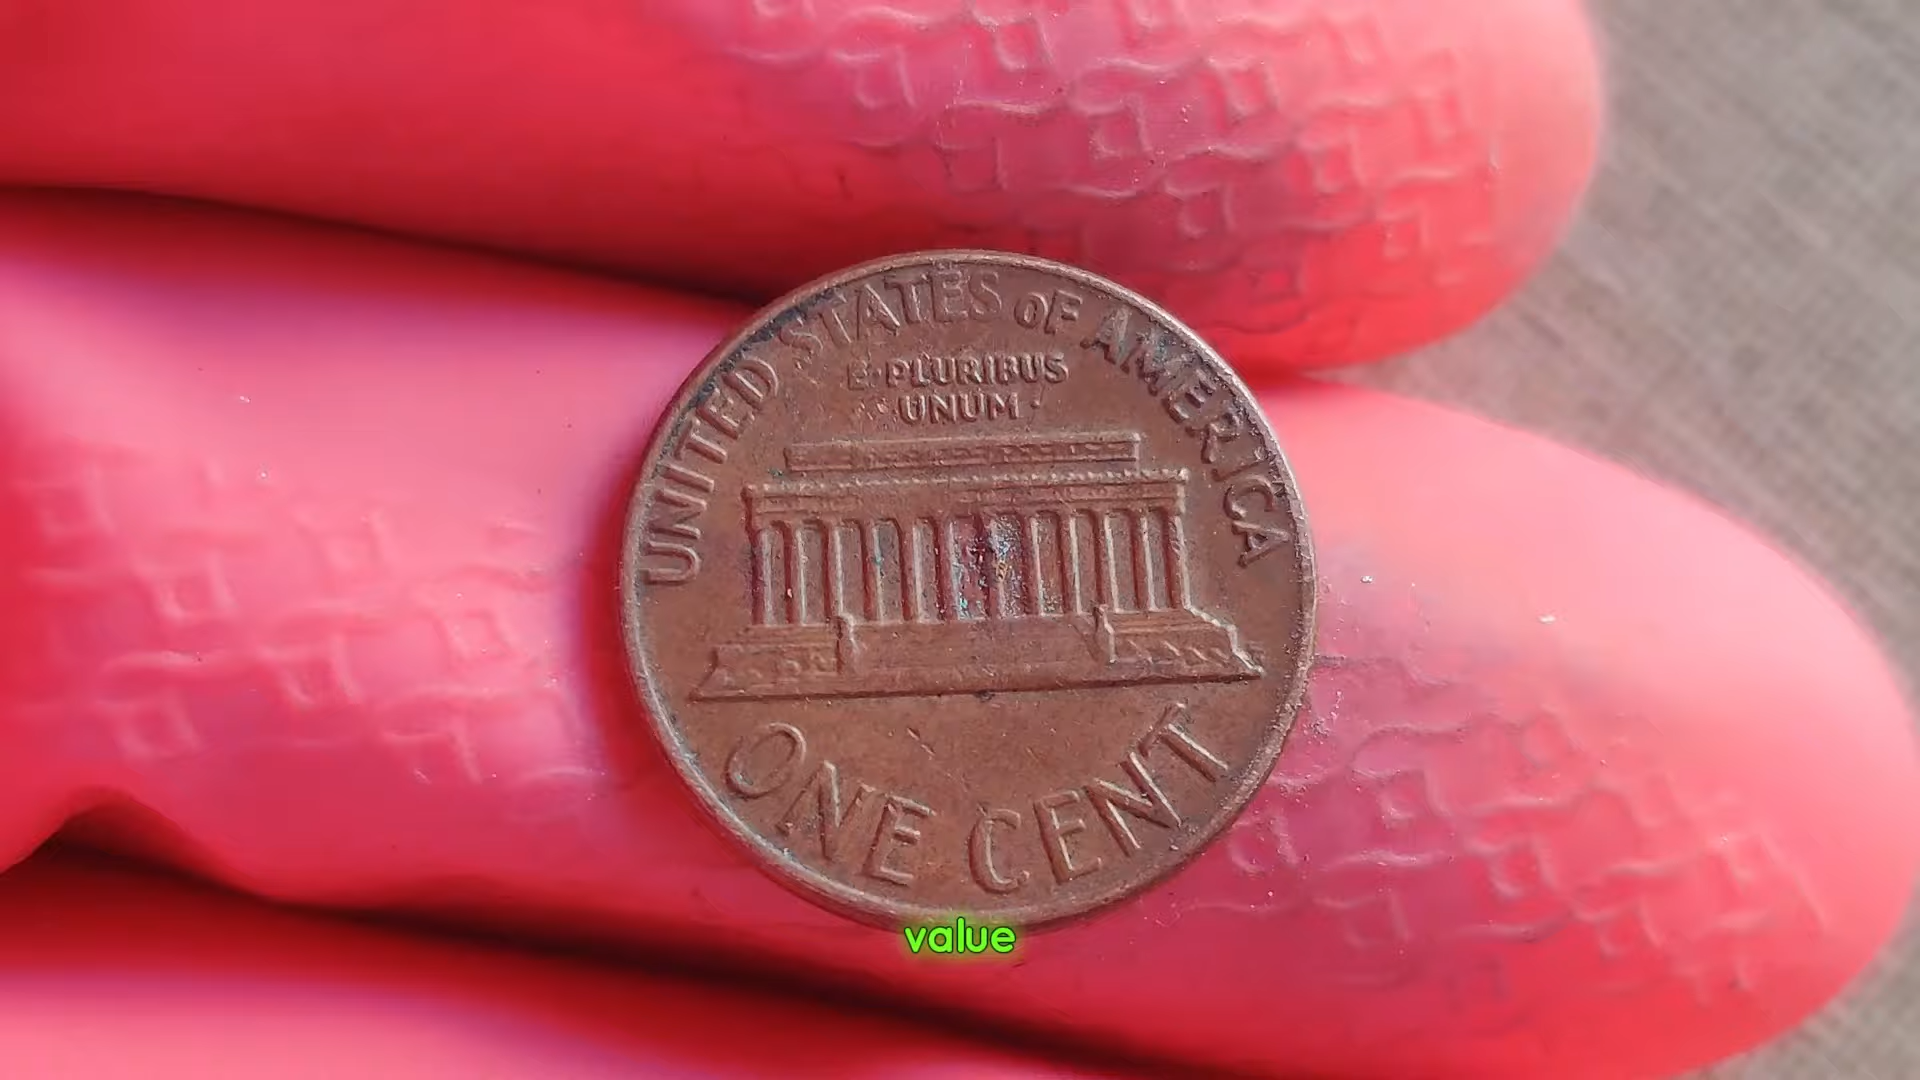 UNITED STATES OF AMERICA
E·PLURIBUS
UNUM·
ONE CENT
value